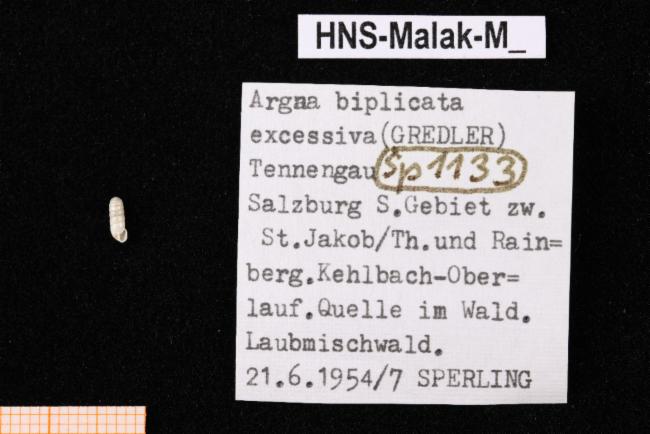 HNS-Malak-M_
Argna biplicata
excessiva(GREDLER)
Tennengau Sp1133
Salzburg S.Gebiet zw.
St.Jakob/Th.und Rain=
berg.Kehlbach-Ober=
lauf.Quelle im Wald.
Laubmischwald.
21.6.1954/7 SPERLING